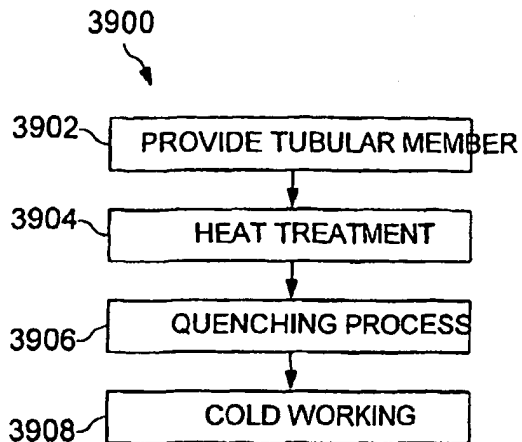 3900
3902 PROVIDE TUBULAR MEMBER
3904 HEAT TREATMENT
3906 QUENCHING PROCESS
3908 COLD WORKING